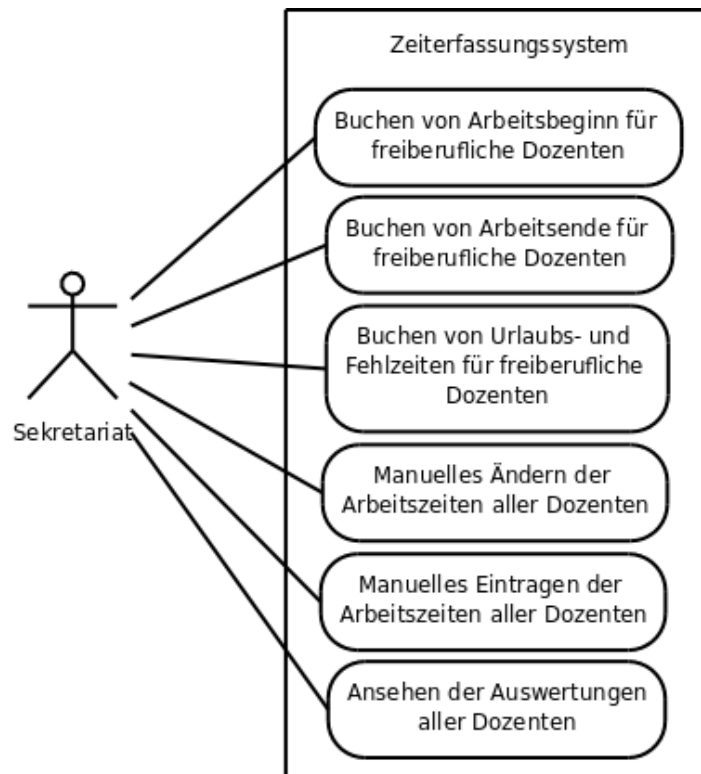 Zeiterfassungssystem
Buchen von Arbeitsbeginn für
freiberufliche Dozenten
Buchen von Arbeitsende für
freiberufliche Dozenten
Buchen von Urlaubs- und
Fehlzeiten für freiberufliche
Dozenten
Sekretariat
Manuelles Ändern der
Arbeitszeiten aller Dozenten
Manuelles Eintragen der
Arbeitszeiten aller Dozenten
Ansehen der Auswertungen
aller Dozenten